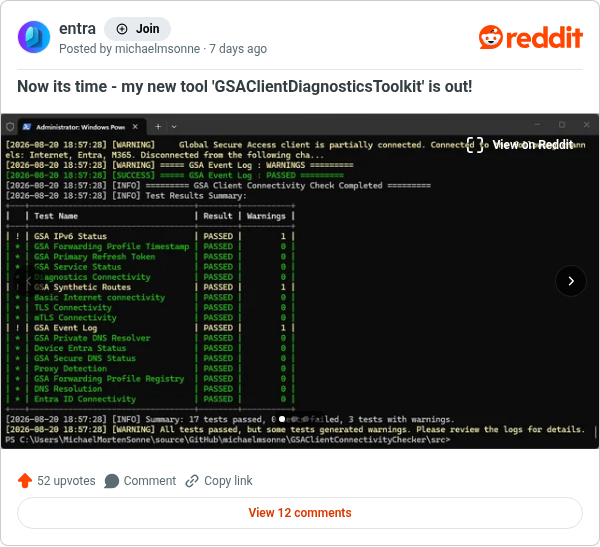 entra Join
Posted by michaelmsonne · 7 days ago
reddit
Now its time - my new tool 'GSAClientDiagnosticsToolkit' is out!
Administrator: Windows Pow
[2026-08-20 18:57:28] [WARNING] Global Secure Access client is partially connected. Connected to
View on Reddit
els: Internet, Entra, M365. Disconnected from the following cha...
[2026-08-20 18:57:28] [WARNING] ===== GSA Event Log : WARNINGS =========
[2026-08-20 18:57:28] [SUCCESS] ===== GSA Event Log : PASSED =========
[2026-08-20 18:57:28] [INFO] ========= GSA Client Connectivity Check Completed =========
[2026-08-20 18:57:28] [INFO] Test Results Summary:
| | Test Name | Result | Warnings |
| ! | GSA IPv6 Status | PASSED | 1 |
| * | GSA Forwarding Profile Timestamp | PASSED | 0 |
| * | GSA Primary Refresh Token | PASSED | 0 |
| * | GSA Service Status | PASSED | 0 |
| * | Diagnostics Connectivity | PASSED | 0 |
| ! | GSA Synthetic Routes | PASSED | 1 |
| * | Basic Internet connectivity | PASSED | 0 |
| * | TLS Connectivity | PASSED | 0 |
| * | mTLS Connectivity | PASSED | 0 |
| ! | GSA Event Log | PASSED | 1 |
| * | GSA Private DNS Resolver | PASSED | 0 |
| * | Device Entra Status | PASSED | 0 |
| * | GSA Secure DNS Status | PASSED | 0 |
| * | Proxy Detection | PASSED | 0 |
| * | GSA Forwarding Profile Registry | PASSED | 0 |
| * | DNS Resolution | PASSED | 0 |
| * | Entra ID Connectivity | PASSED | 0 |
[2026-08-20 18:57:28] [INFO] Summary: 17 tests passed, 0 failed, 3 tests with warnings.
[2026-08-20 18:57:28] [WARNING] All tests passed, but some tests generated warnings. Please review the logs for details.
PS C:\Users\MichaelMortenSonne\source\GitHub\michaelmsonne\GSAClientConnectivityChecker\src>
52 upvotes Comment Copy link
View 12 comments